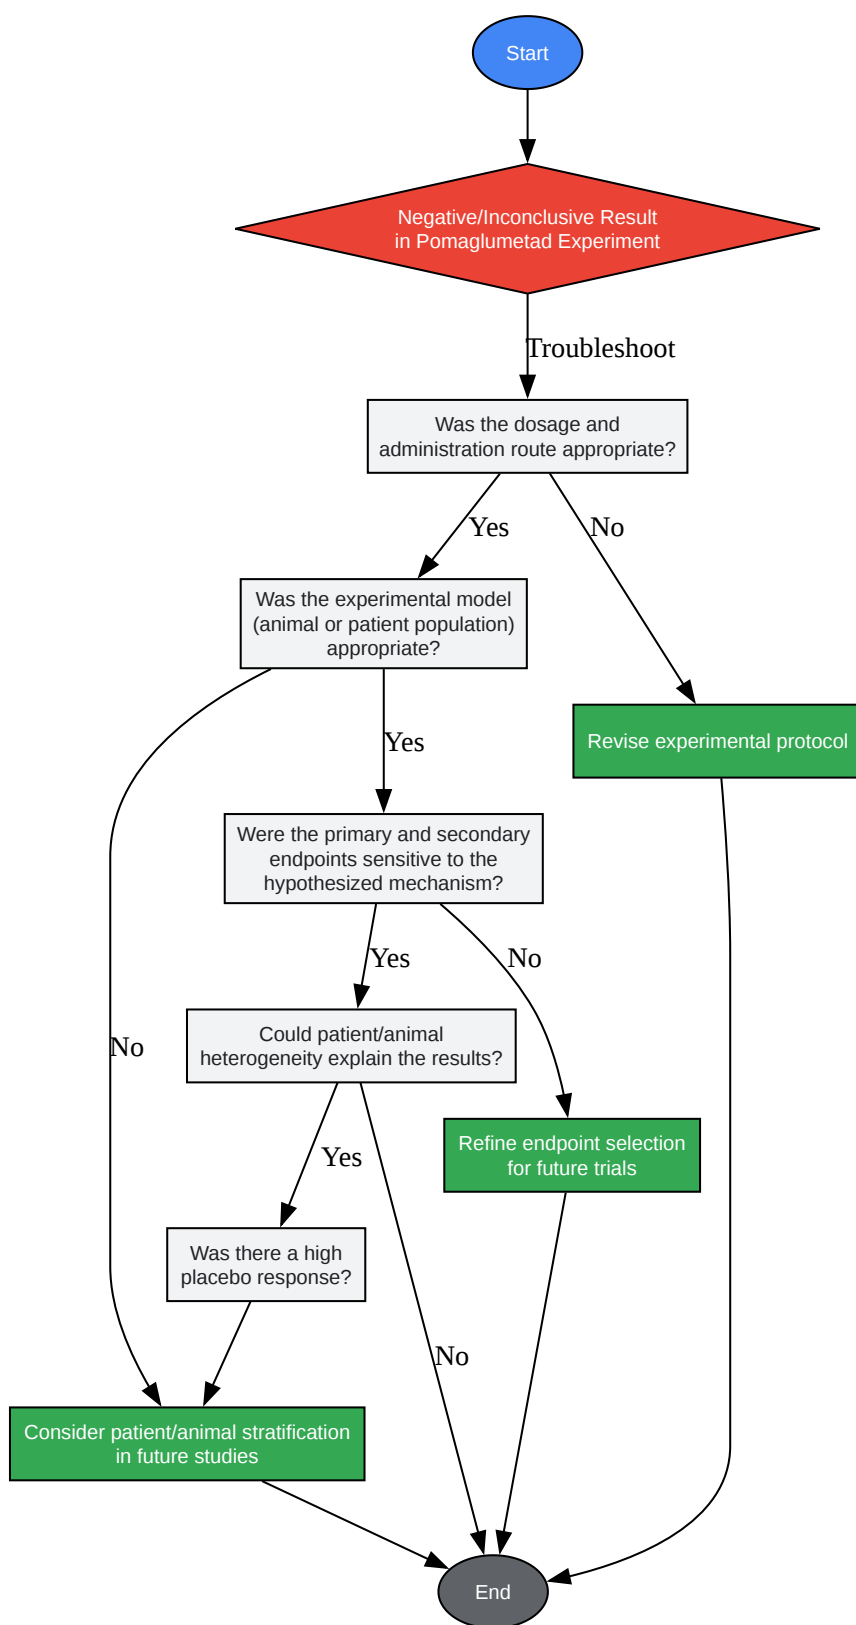 Start
Negative/Inconclusive Result
in Pomaglumetad Experiment
Troubleshoot
Was the dosage and
administration route appropriate?
Yes
No
Was the experimental model
(animal or patient population)
appropriate?
Revise experimental protocol
Yes
Were the primary and secondary
endpoints sensitive to the
hypothesized mechanism?
Yes
No
No
Could patient/animal
heterogeneity explain the results?
Refine endpoint selection
for future trials
Yes
Was there a high
placebo response?
No
Consider patient/animal stratification
in future studies
End